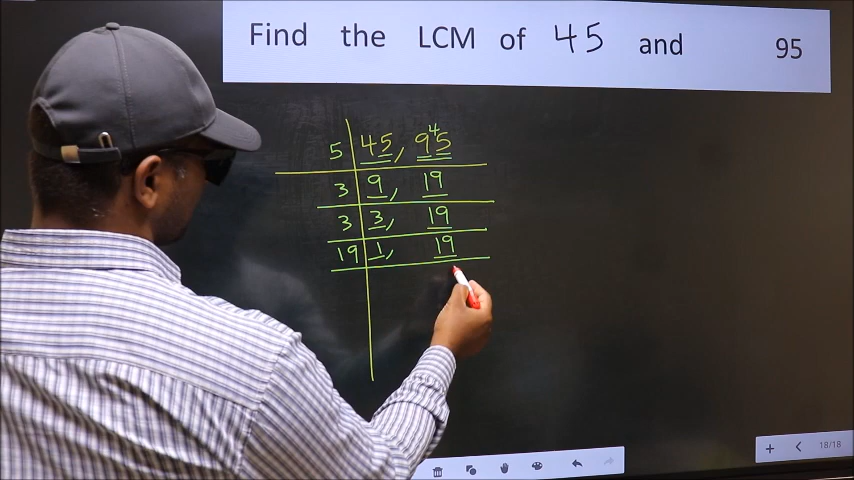 Find the LCM of 45 and 95
4
5 45, 95
3 9, 19
3 3, 19
19 1, 19
18/18